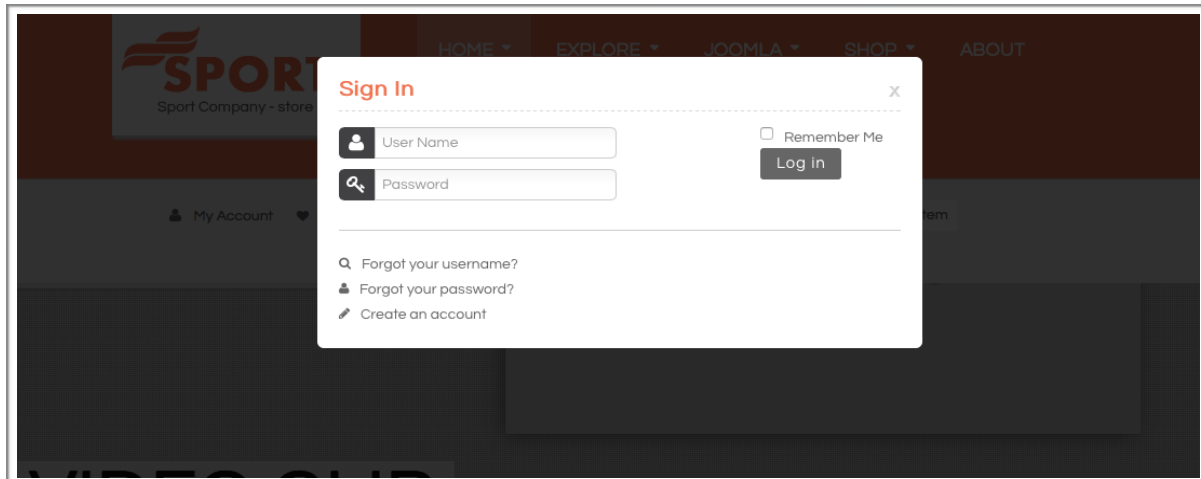 HOME EXPLORE JOOMLA SHOP ABOUT
SPORT
Sport Company - store
Sign In x
User Name
Remember Me
Log in
Password
My Account
Forgot your username?
Forgot your password?
Create an account